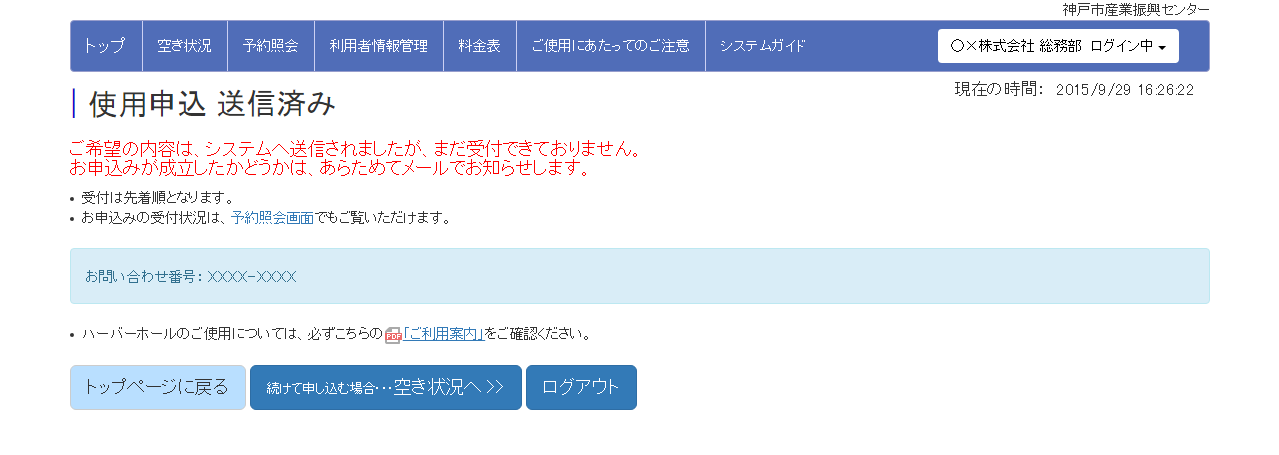 神戸市産業振興センター
トップ 空き状況 予約照会 利用者情報管理 料金表 ご使用にあたってのご注意 システムガイド 〇×株式会社 総務部 ログイン中
現在の時間： 2015/9/29 16:26:22
使用申込 送信済み
ご希望の内容は、システムへ送信されましたが、まだ受付できておりません。
お申込みが成立したかどうかは、あらためてメールでお知らせします。
• 受付は先着順となります。
• お申込みの受付状況は、予約照会画面でもご覧いただけます。
お問い合わせ番号：XXXX-XXXX
• ハーバーホールのご使用については、必ずこちらの PDF「ご利用案内」をご確認ください。
トップページに戻る 続けて申し込む場合…空き状況へ >> ログアウト